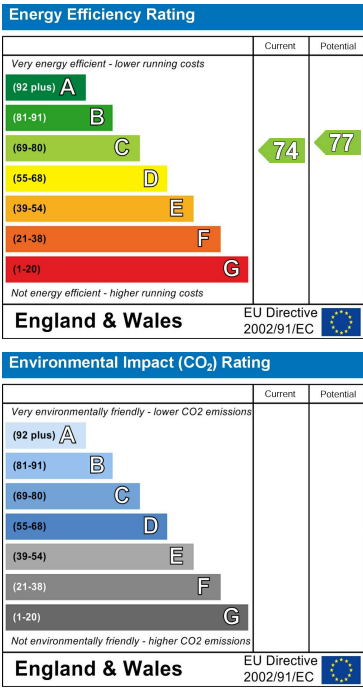 Energy Efficiency Rating
Current Potential
Very energy efficient - lower running costs
(92 plus) A
(81-91) B
(69-80) C
74 77
(55-68) D
(39-54) E
(21-38) F
(1-20) G
Not energy efficient - higher running costs
England & Wales
EU Directive
2002/91/EC
Environmental Impact (CO₂) Rating
Current Potential
Very environmentally friendly - lower CO2 emissions
(92 plus) A
(81-91) B
(69-80) C
(55-68) D
(39-54) E
(21-38) F
(1-20) G
Not environmentally friendly - higher CO2 emissions
England & Wales
EU Directive
2002/91/EC